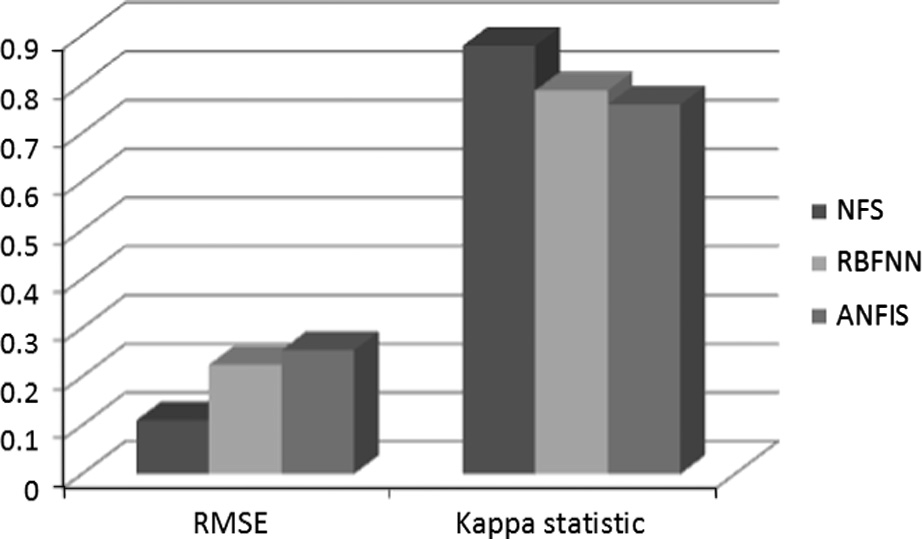 0.9
0.8
0.7
0.6
0.5
0.4
0.3
0.2
0.1
0
RMSE
Kappa statistic
NFS
RBFNN
ANFIS